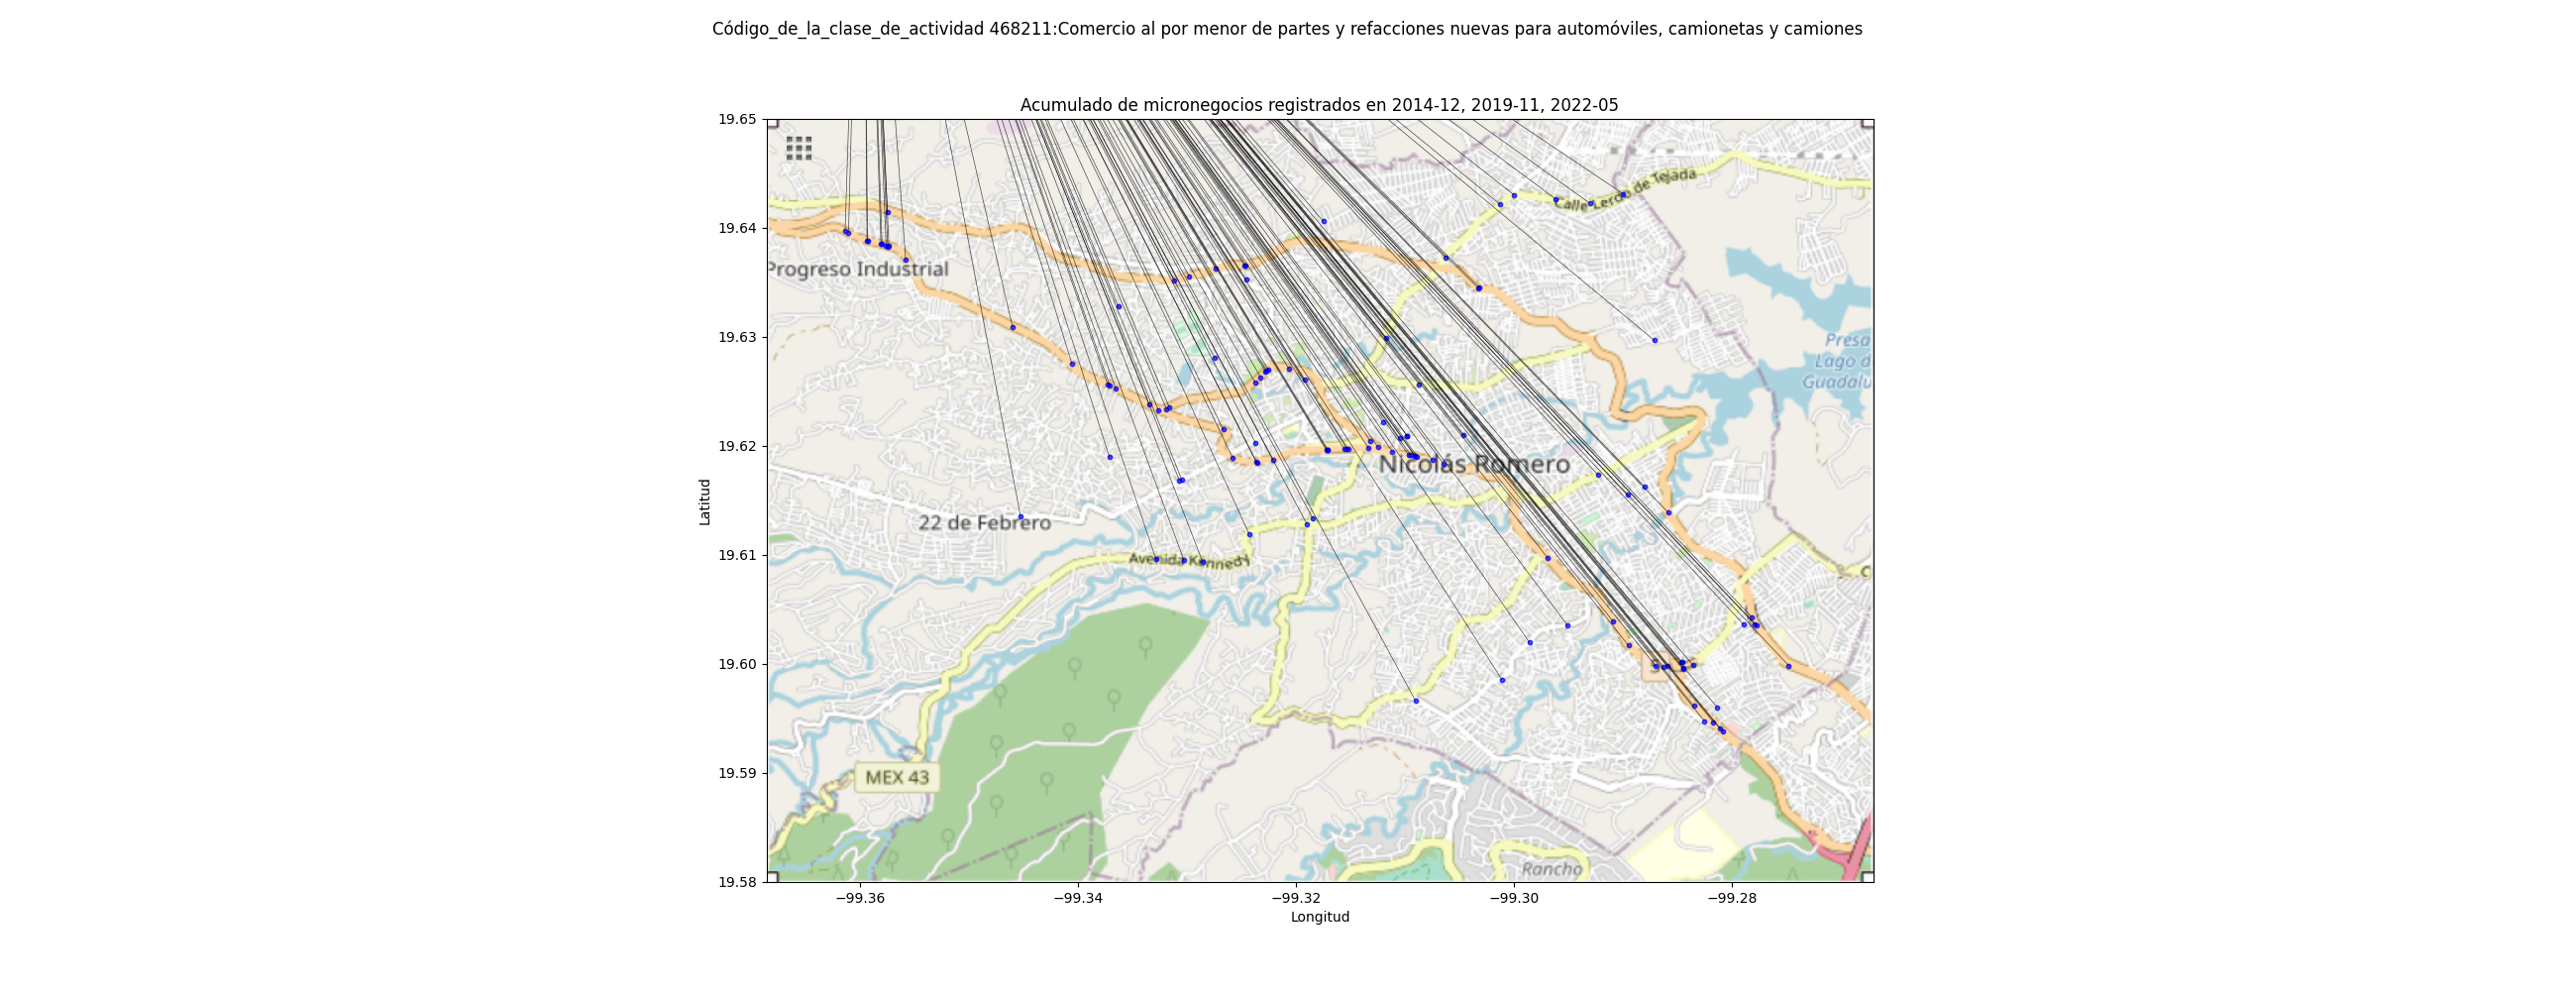 Código_de_la_clase_de_actividad 468211:Comercio al por menor de partes y refacciones nuevas para automóviles, camionetas y camiones
Acumulado de micronegocios registrados en 2014-12, 2019-11, 2022-05
19.65
19.64
19.63
19.62
19.61
19.60
19.59
19.58
Latitud
Calle Lerdo de Tejada
Progreso Industrial
Presa
Lago d
Guadalu
Nicolás Romero
22 de Febrero
Avenida Kennedy
C
MEX 43
Rancho
−99.36
−99.34
−99.32
−99.30
−99.28
Longitud